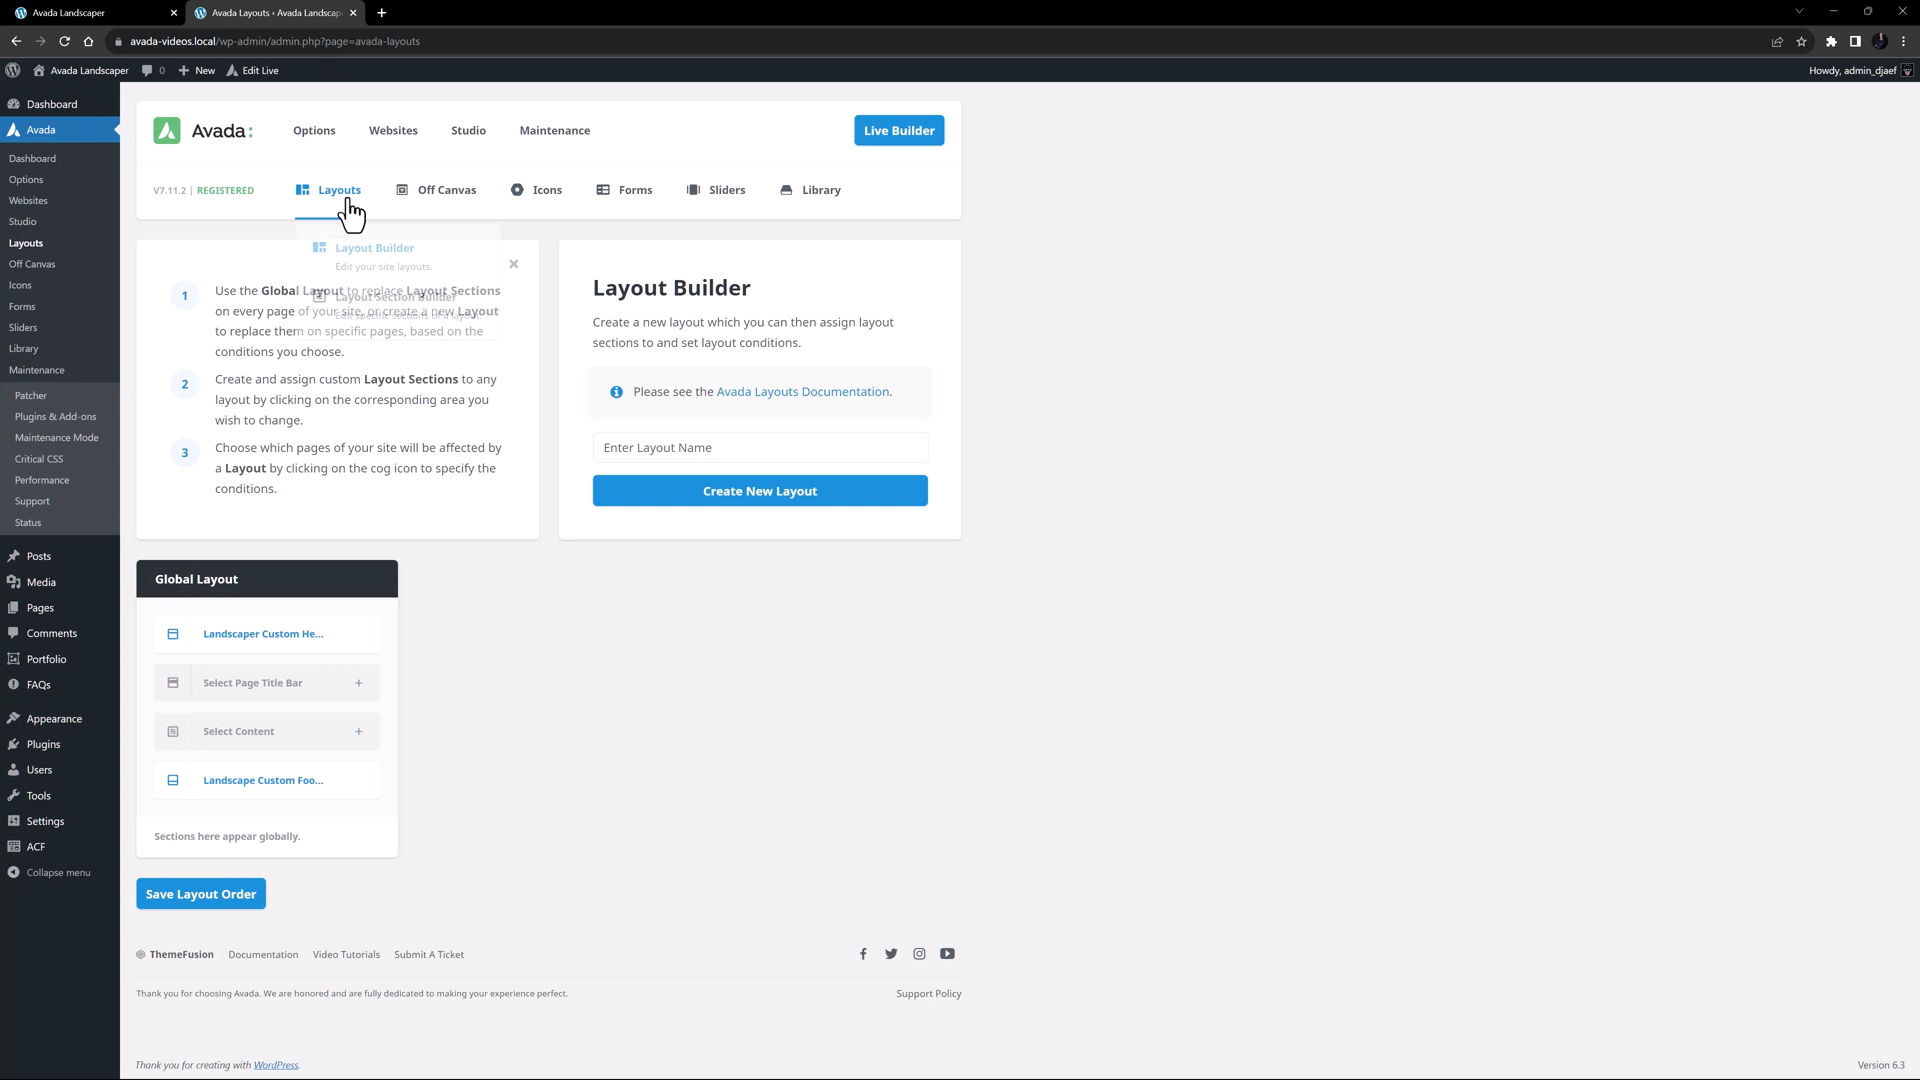 Avada Landscaper
Avada Layouts ‹ Avada Landscap
avada-videos.local/wp-admin/admin.php?page=avada-layouts
Avada Landscaper
0
New
Edit Live
Howdy, admin_djaef
Dashboard
Avada
Dashboard
Options
Websites
Studio
Layouts
Off Canvas
Icons
Forms
Sliders
Library
Maintenance
Patcher
Plugins & Add-ons
Maintenance Mode
Critical CSS
Performance
Support
Status
Posts
Media
Pages
Comments
Portfolio
FAQs
Appearance
Plugins
Users
Tools
Settings
ACF
Collapse menu
Avada:
Options
Websites
Studio
Maintenance
Live Builder
V7.11.2 | REGISTERED
Layouts
Off Canvas
Icons
Forms
Sliders
Library
Layout Builder
Edit your site layouts.
Layout Section Builder
Edit specific sections of a layout.
1
Use the Global Layout to replace Layout Sections
on every page of your site, or create a new Layout
to replace them on specific pages, based on the
conditions you choose.
2
Create and assign custom Layout Sections to any
layout by clicking on the corresponding area you
wish to change.
3
Choose which pages of your site will be affected by
a Layout by clicking on the cog icon to specify the
conditions.
Layout Builder
Create a new layout which you can then assign layout
sections to and set layout conditions.
Please see the Avada Layouts Documentation.
Enter Layout Name
Create New Layout
Global Layout
Landscaper Custom He...
Select Page Title Bar
Select Content
Landscape Custom Foo...
Sections here appear globally.
Save Layout Order
ThemeFusion
Documentation
Video Tutorials
Submit A Ticket
Thank you for choosing Avada. We are honored and are fully dedicated to making your experience perfect.
Support Policy
Thank you for creating with WordPress.
Version 6.3